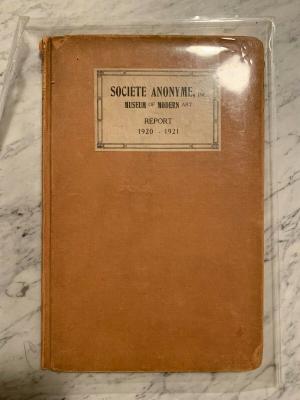 SOCIETE ANONYME, INC.
MUSEUM OF MODERN ART
REPORT
1920 - 1921